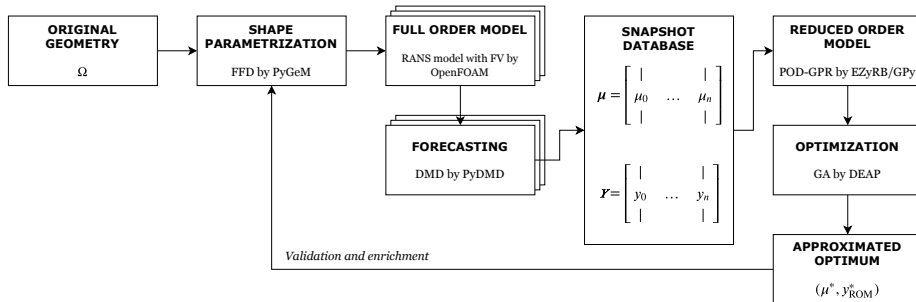 ORIGINAL
GEOMETRY
Ω
SHAPE
PARAMETRIZATION
FFD by PyGeM
FULL ORDER MODEL
RANS model with FV by
OpenFOAM
FORECASTING
DMD by PyDMD
SNAPSHOT
DATABASE
| |
μ = [ μ₀ … μₙ ]
| |
| |
Y = [ y₀ … yₙ ]
| |
REDUCED ORDER
MODEL
POD-GPR by EZyRB/GPy
OPTIMIZATION
GA by DEAP
APPROXIMATED
OPTIMUM
(μ*, y*ROM)
Validation and enrichment